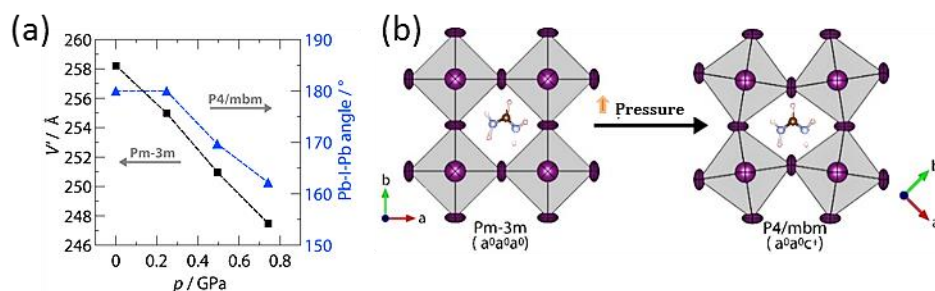 (a)
260
258
256
254
252
250
248
246
V' / Å
0
0.2
0.4
0.6
0.8
p / GPa
190
180
170
160
150
Pb-I-Pb angle / °
P4/mbm
Pm-3m
(b)
b
a
Pm-3m
(a⁰a⁰a⁰)
Pressure
P4/mbm
(a⁰a⁰c⁺)
b
a